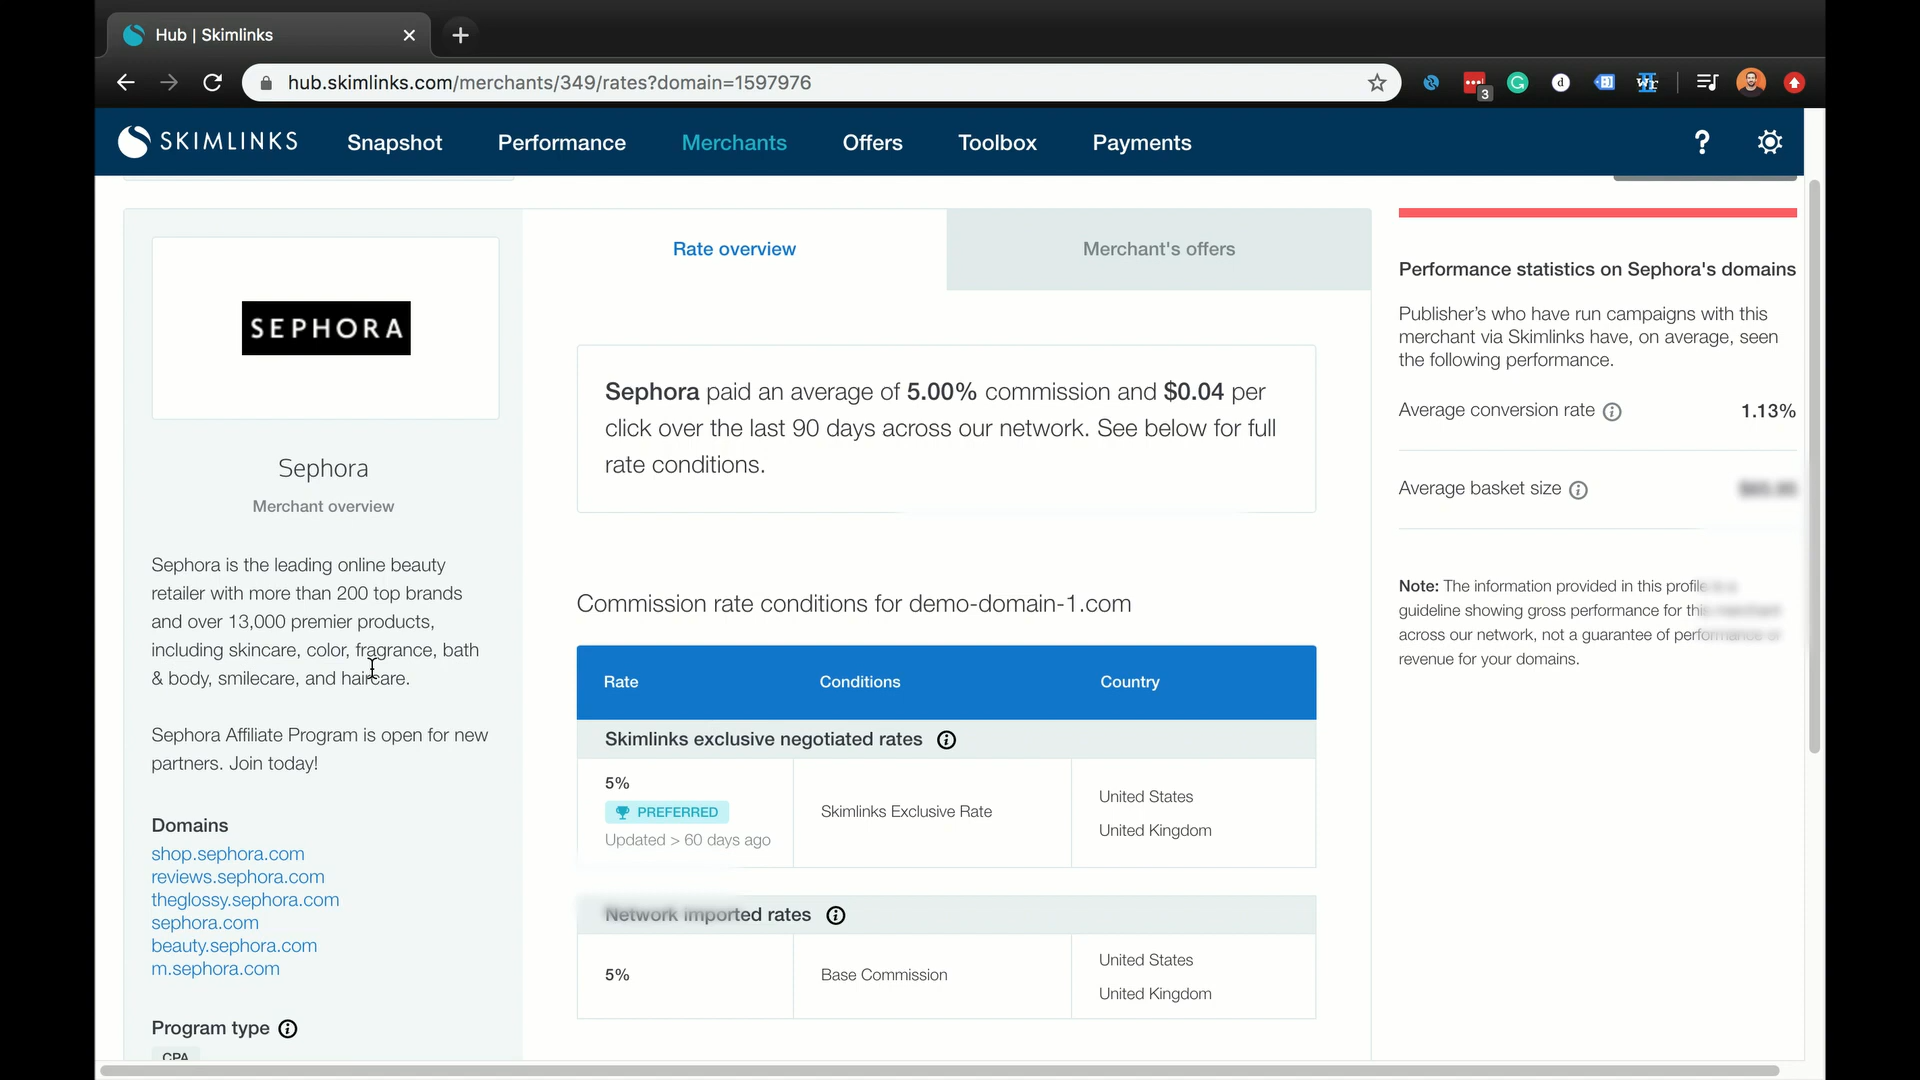 Hub | Skimlinks
hub.skimlinks.com/merchants/349/rates?domain=1597976
3
SKIMLINKS
Snapshot
Performance
Merchants
Offers
Toolbox
Payments
SEPHORA
Sephora
Merchant overview
Sephora is the leading online beauty
retailer with more than 200 top brands
and over 13,000 premier products,
including skincare, color, fragrance, bath
& body, smilecare, and haircare.
Sephora Affiliate Program is open for new
partners. Join today!
Domains
shop.sephora.com
reviews.sephora.com
theglossy.sephora.com
sephora.com
beauty.sephora.com
m.sephora.com
Program type
CPA
Rate overview
Merchant's offers
Sephora paid an average of 5.00% commission and $0.04 per
click over the last 90 days across our network. See below for full
rate conditions.
Commission rate conditions for demo-domain-1.com
Rate
Conditions
Country
Skimlinks exclusive negotiated rates
5%
PREFERRED
Updated > 60 days ago
Skimlinks Exclusive Rate
United States
United Kingdom
Network imported rates
5%
Base Commission
United States
United Kingdom
Performance statistics on Sephora's domains
Publisher's who have run campaigns with this
merchant via Skimlinks have, on average, seen
the following performance.
Average conversion rate
1.13%
Average basket size
Note: The information provided in this profile is a
guideline showing gross performance for this merchant
across our network, not a guarantee of performance or
revenue for your domains.